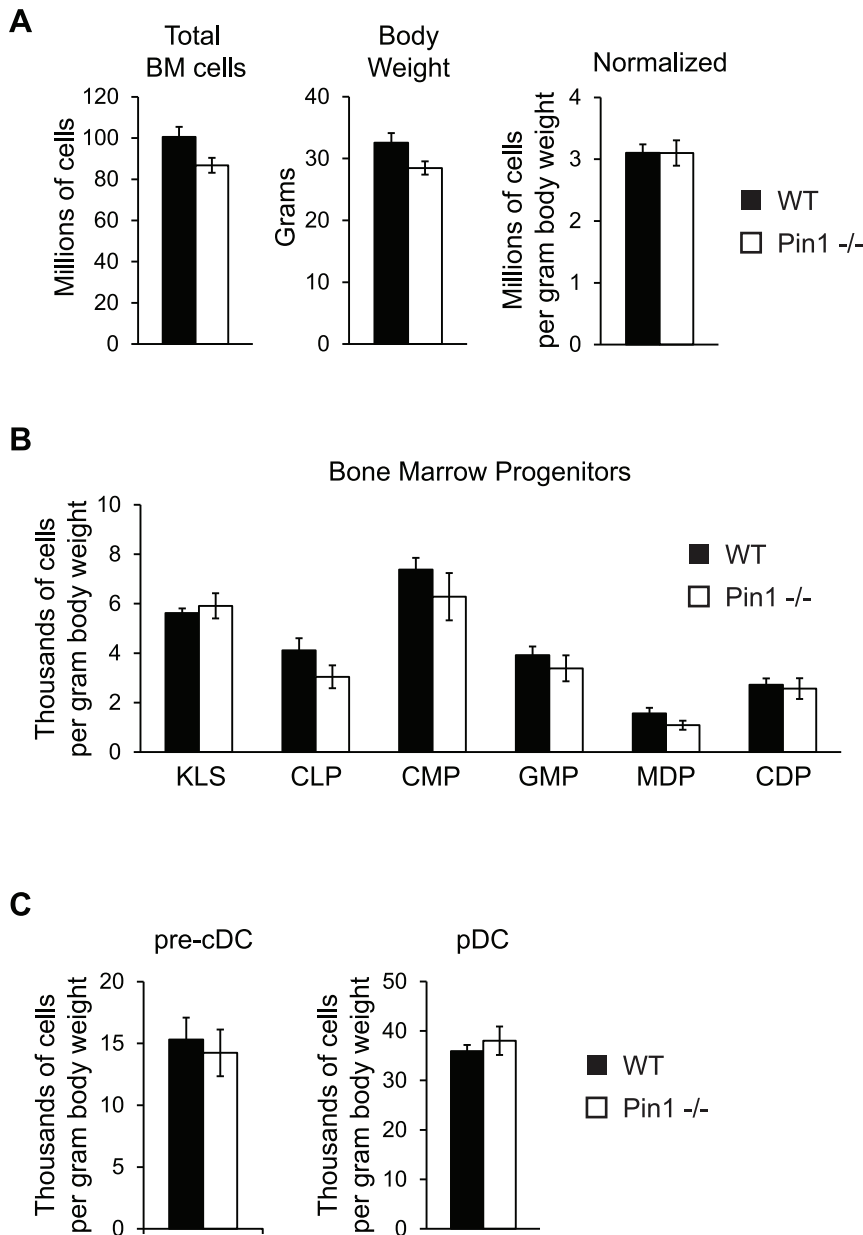 A
Total
BM cells
Body
Weight
Normalized
Millions of cells
120
100
80
60
40
20
0
Grams
40
30
20
10
0
Millions of cells
per gram body weight
4
3
2
1
0
WT
Pin1 -/-
B
Bone Marrow Progenitors
Thousands of cells
per gram body weight
10
8
6
4
2
0
WT
Pin1 -/-
KLS CLP CMP GMP MDP CDP
C
pre-cDC
pDC
Thousands of cells
per gram body weight
20
15
10
5
0
Thousands of cells
per gram body weight
50
40
30
20
10
0
WT
Pin1 -/-